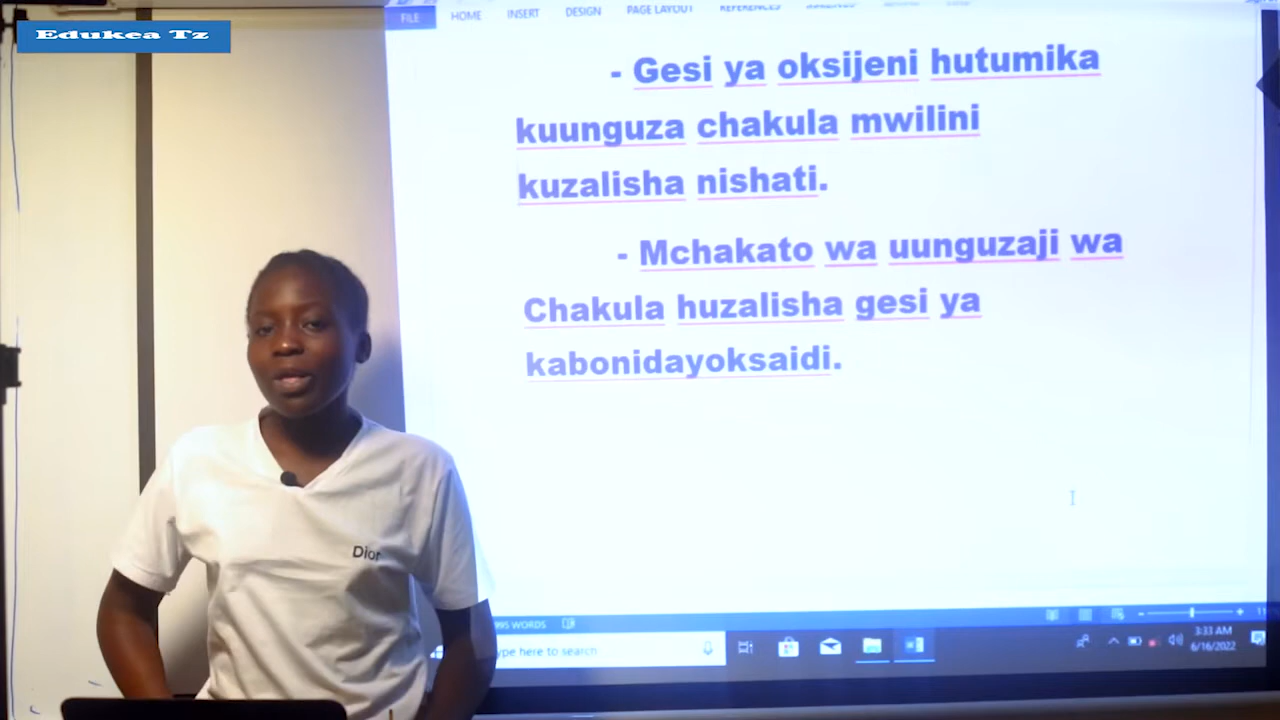 Edukea Tz
FILE HOME INSERT DESIGN PAGE LAYOUT REFERENCES
- Gesi ya oksijeni hutumika
kuunguza chakula mwilini
kuzalisha nishati.
- Mchakato wa uunguzaji wa
Chakula huzalisha gesi ya
kabonidayoksaidi.
Dior
995 WORDS
ype here to search
3:33 AM
6/16/2022